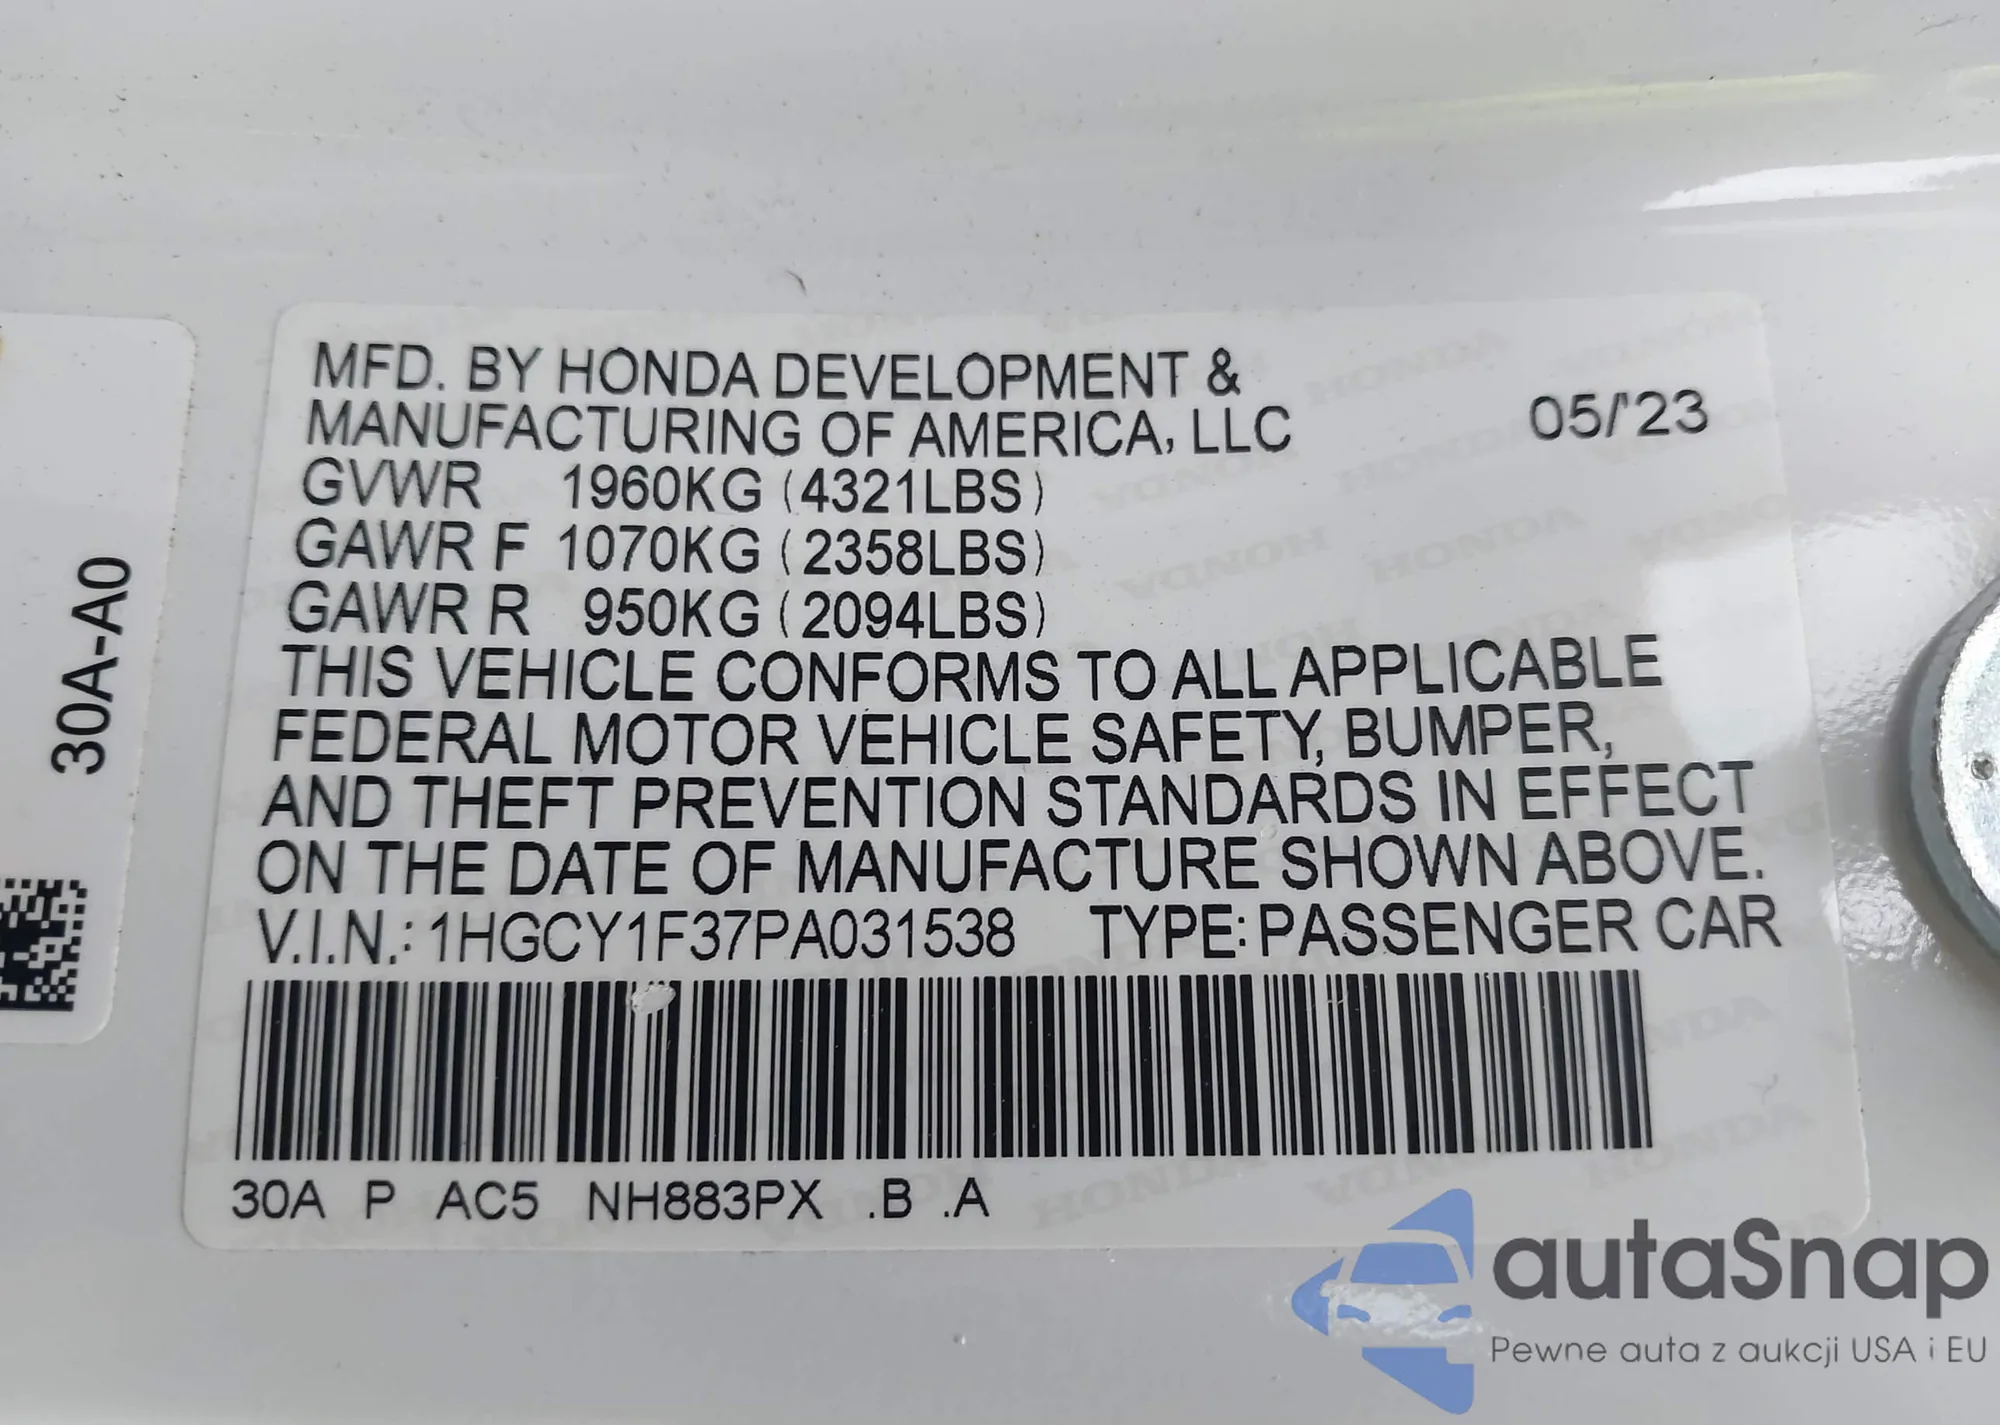 MFD. BY HONDA DEVELOPMENT &
MANUFACTURING OF AMERICA, LLC
05/'23
GVWR 1960KG (4321LBS)
GAWR F 1070KG (2358LBS)
GAWR R 950KG (2094LBS)
THIS VEHICLE CONFORMS TO ALL APPLICABLE
FEDERAL MOTOR VEHICLE SAFETY, BUMPER,
AND THEFT PREVENTION STANDARDS IN EFFECT
ON THE DATE OF MANUFACTURE SHOWN ABOVE.
V.I.N.: 1HGCY1F37PA031538 TYPE: PASSENGER CAR
30A P AC5 NH883PX .B .A
30A-A0
autaSnap
Pewne auta z aukcji USA i EU